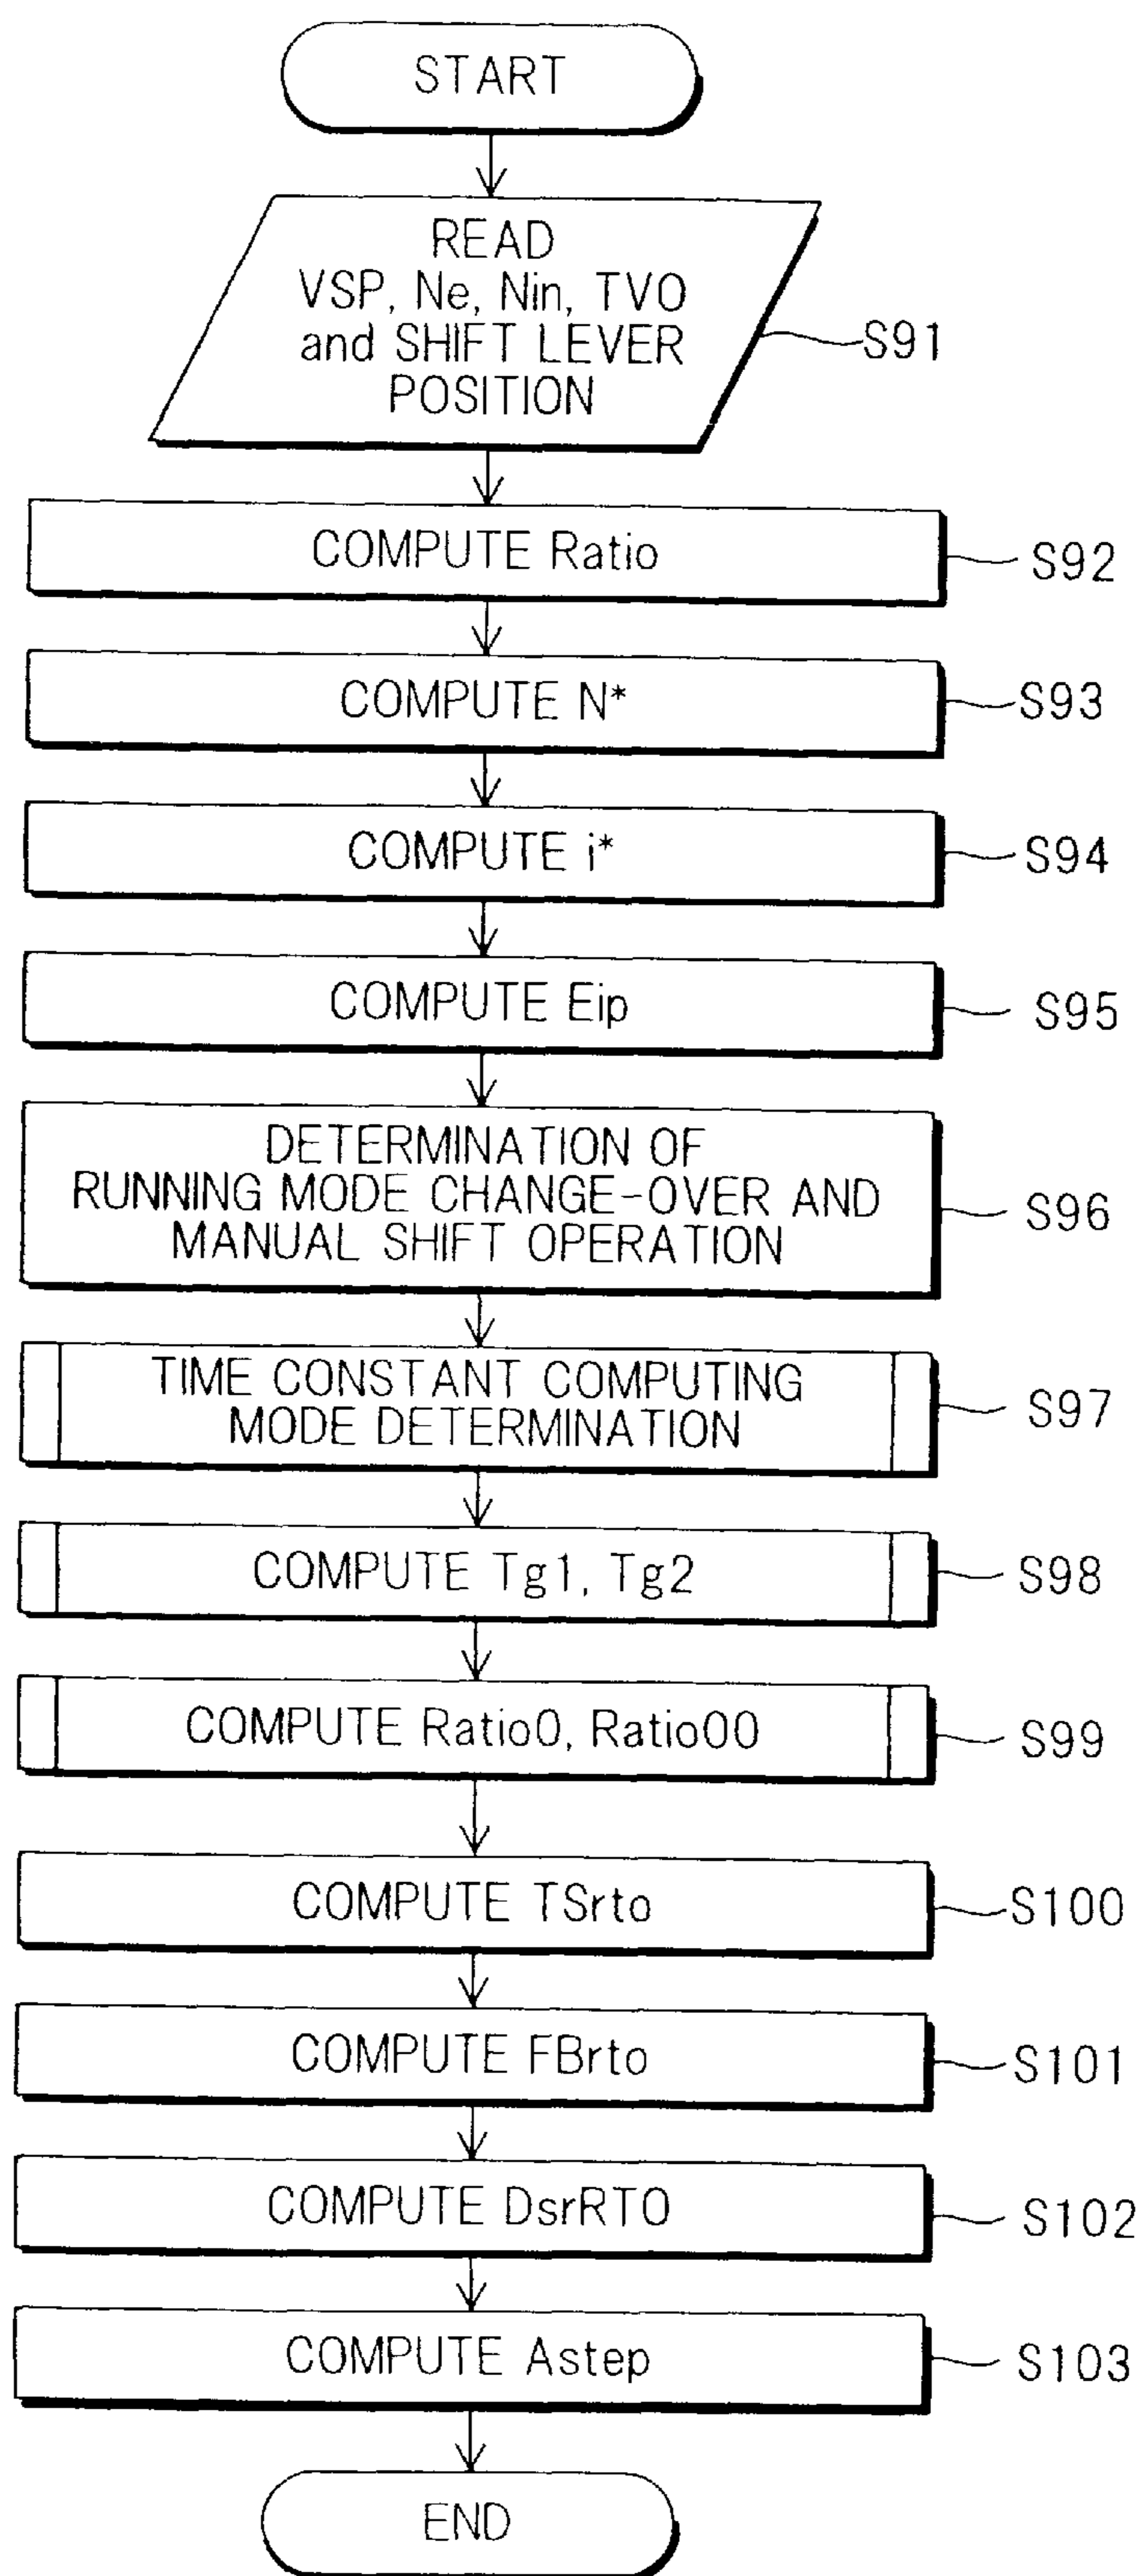 START
READ
VSP, Ne, Nin, TVO
and SHIFT LEVER
POSITION
S91
COMPUTE Ratio
S92
COMPUTE N*
S93
COMPUTE i*
S94
COMPUTE Eip
S95
DETERMINATION OF
RUNNING MODE CHANGE-OVER AND
MANUAL SHIFT OPERATION
S96
TIME CONSTANT COMPUTING
MODE DETERMINATION
S97
COMPUTE Tg1, Tg2
S98
COMPUTE Ratio0, Ratio00
S99
COMPUTE TSrto
S100
COMPUTE FBrto
S101
COMPUTE DsrRTO
S102
COMPUTE Astep
S103
END